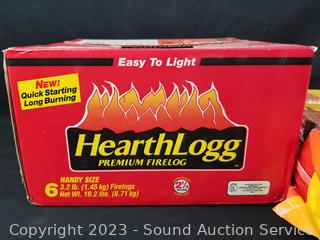 Easy To Light
NEW!
Quick Starting
Long Burning
HearthLogg
PREMIUM FIRELOG
HANDY SIZE
6 3.2 lb. (1.45 kg) Firelogs
Net Wt. 19.2 lbs. (8.71 kg)
Copyright 2023 - Sound Auction Service